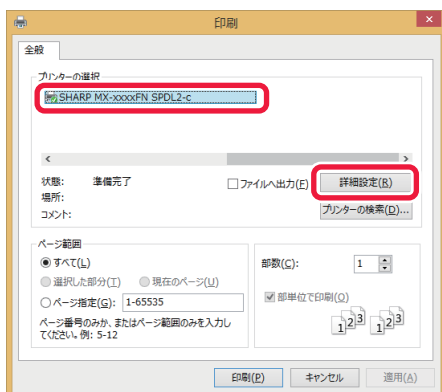 印刷
全般
プリンターの選択
SHARP MX-xxxxFN SPDL2-c
状態: 準備完了
場所:
コメント:
ファイルへ出力(F)
詳細設定(R)
プリンターの検索(D)...
ページ範囲
すべて(L)
選択した部分(T) 現在のページ(U)
ページ指定(G): 1-65535
ページ番号のみか、またはページ範囲のみを入力し
てください。例: 5-12
部数(C): 1
部単位で印刷(O)
1 2 3 1 2 3
印刷(P) キャンセル 適用(A)